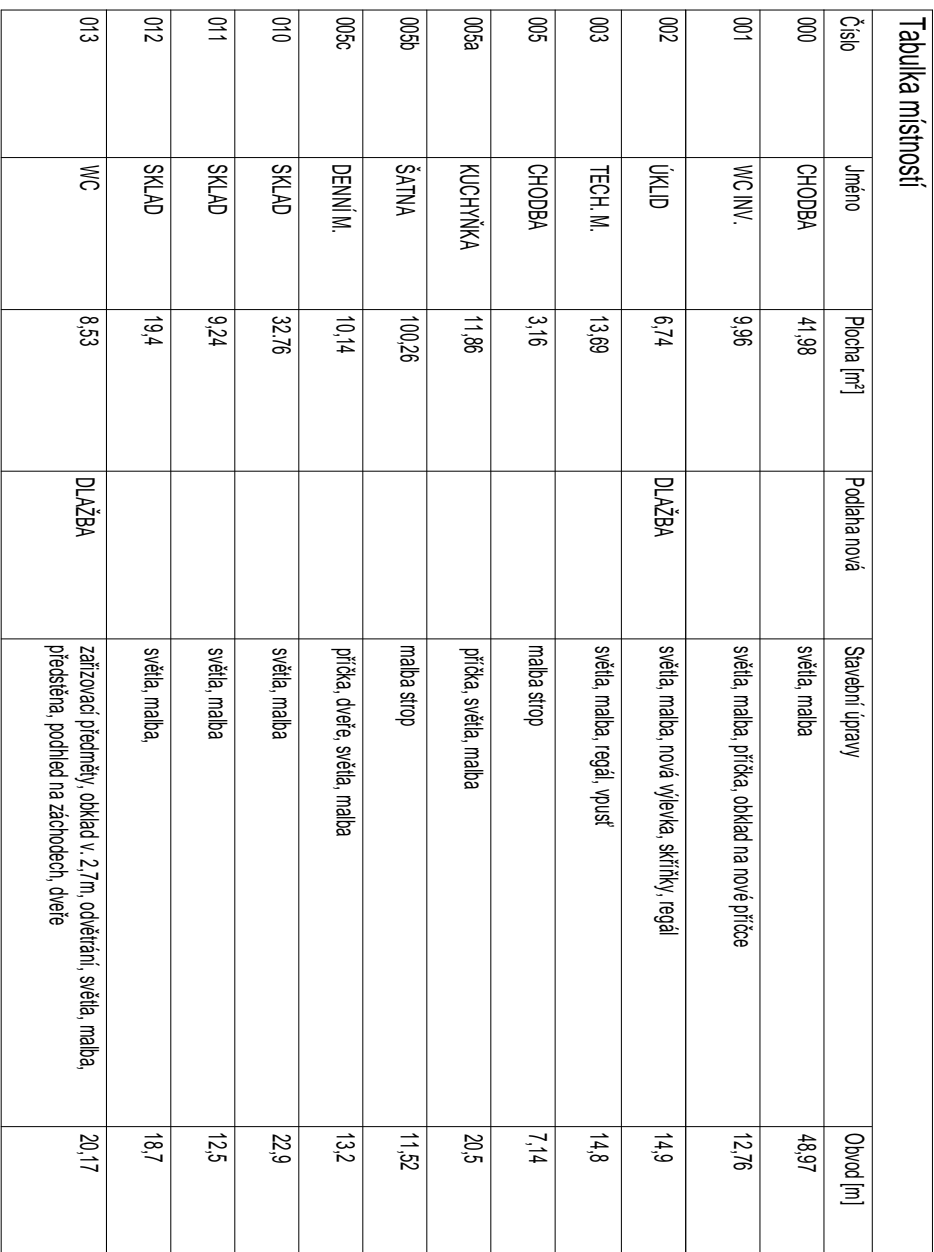 Tabulka místností
Číslo Jméno Plocha [m²] Podlaha nová Stavební úpravy Obvod [m]
000 CHODBA 41,98 světla, malba 48,97
001 WC INV. 9,96 světla, malba, příčka, obklad na nové příčce 12,76
002 ÚKLID 6,74 DLAŽBA světla, malba, nová výlevka, skříňky, regál 14,9
003 TECH. M. 13,69 světla, malba, regál, vpusť 14,8
005 CHODBA 3,16 malba strop 7,14
005a KUCHYŇKA 11,86 příčka, světla, malba 20,5
005b ŠATNA 100,26 malba strop 11,52
005c DENNÍ M. 10,14 příčka, dveře, světla, malba 13,2
010 SKLAD 32.76 světla, malba 22,9
011 SKLAD 9,24 světla, malba 12,5
012 SKLAD 19,4 světla, malba, 18,7
013 WC 8,53 DLAŽBA zařizovací předměty, obklad v. 2,7m, odvětrání, světla, malba, 20,17
předstěna, podhled na záchodech, dveře